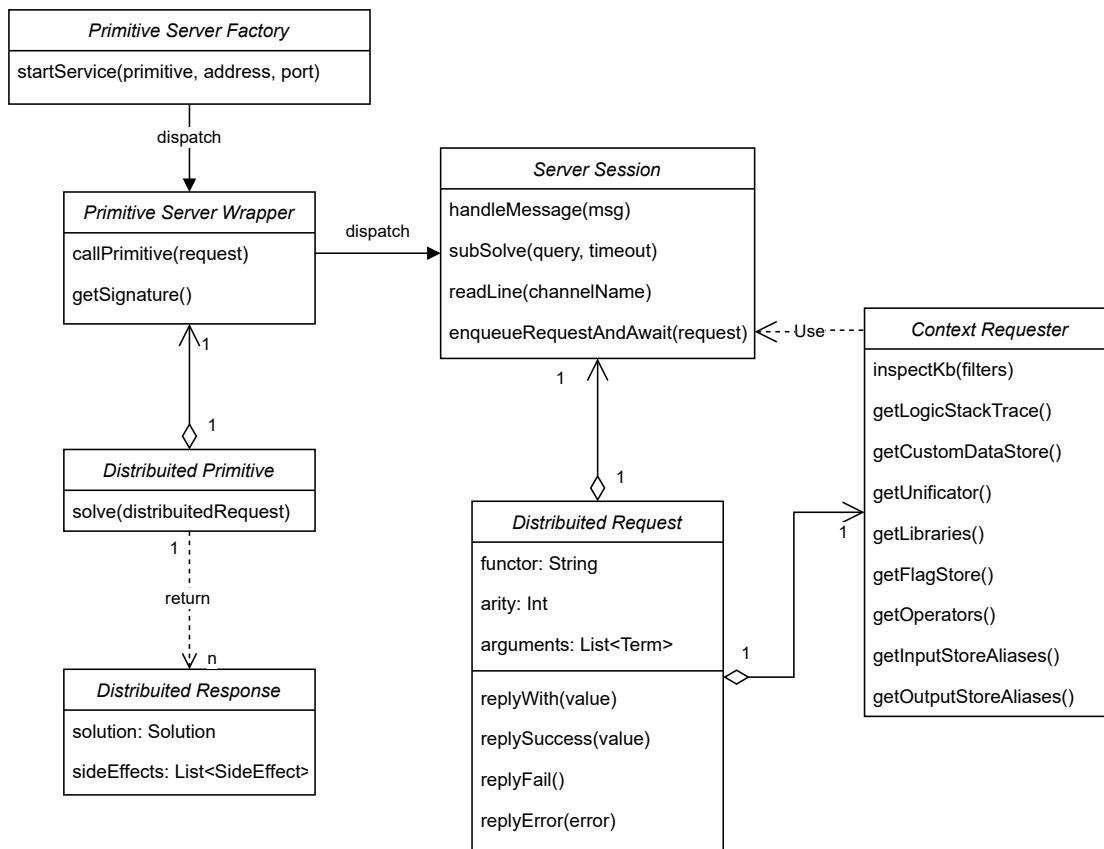 Primitive Server Factory
startService(primitive, address, port)
dispatch
Primitive Server Wrapper
callPrimitive(request)
getSignature()
dispatch
Server Session
handleMessage(msg)
subSolve(query, timeout)
readLine(channelName)
enqueueRequestAndAwait(request)
Use
Context Requester
inspectKb(filters)
getLogicStackTrace()
getCustomDataStore()
getUnificator()
getLibraries()
getFlagStore()
getOperators()
getInputStoreAliases()
getOutputStoreAliases()
1
1
Distribuited Primitive
solve(distribuitedRequest)
1
return
n
Distribuited Response
solution: Solution
sideEffects: List<SideEffect>
1
1
Distribuited Request
functor: String
arity: Int
arguments: List<Term>
replyWith(value)
replySuccess(value)
replyFail()
replyError(error)
1
1